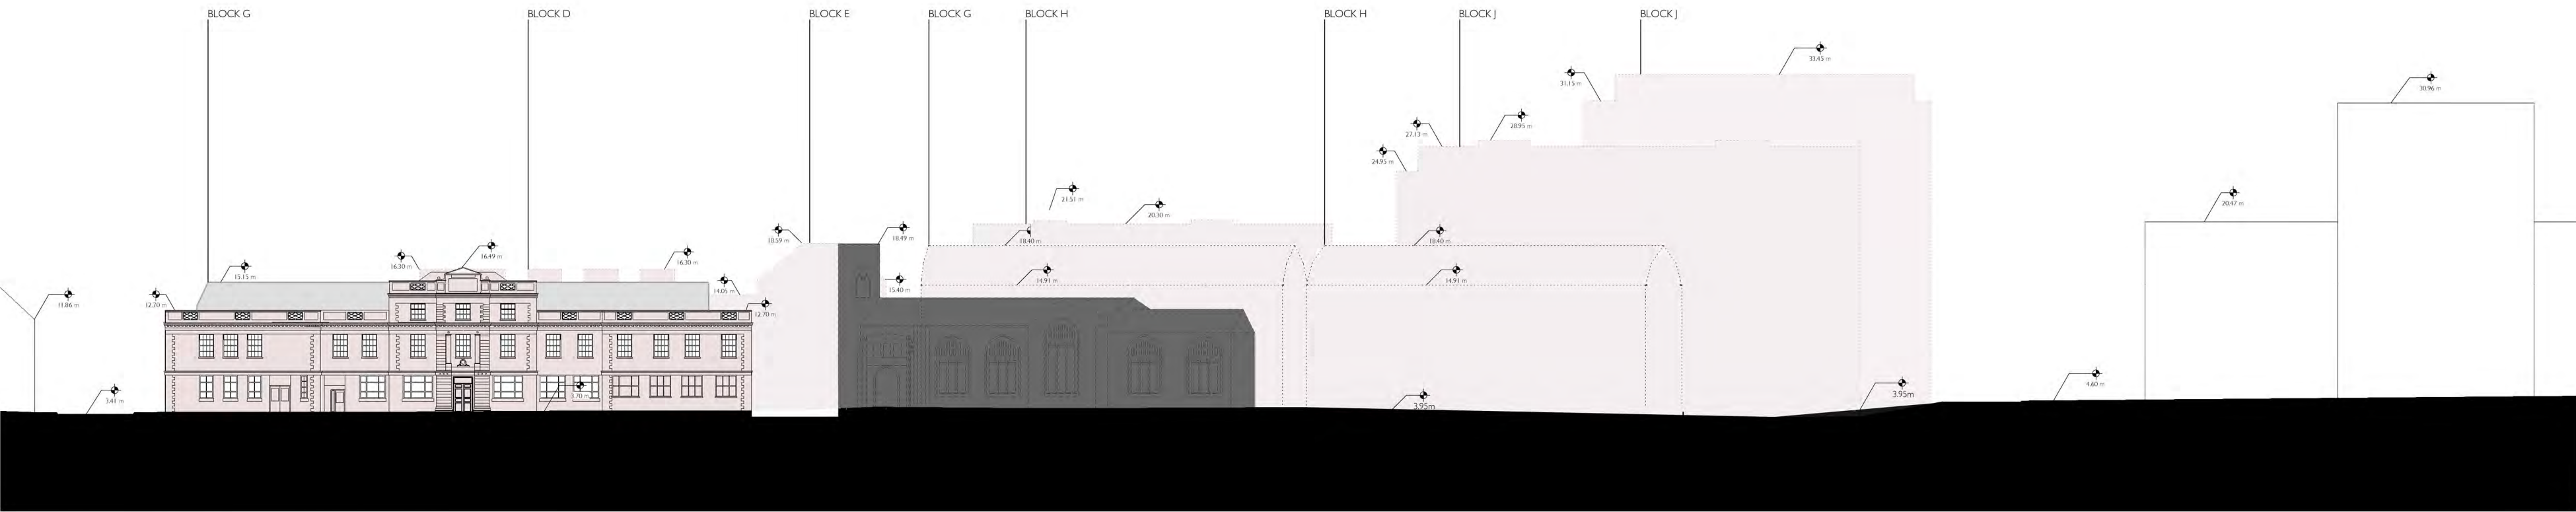 BLOCK G
BLOCK D
BLOCK E
BLOCK G
BLOCK H
BLOCK H
BLOCK J
BLOCK J
33.45 m
31.15 m
30.96 m
28.95 m
27.13 m
24.95 m
21.51 m
20.30 m
20.47 m
18.59 m
18.49 m
18.40 m
18.40 m
16.30 m
16.49 m
16.30 m
15.15 m
14.05 m
15.40 m
14.91 m
14.91 m
11.86 m
12.70 m
12.70 m
3.41 m
3.70 m
3.95m
3.95m
4.60 m